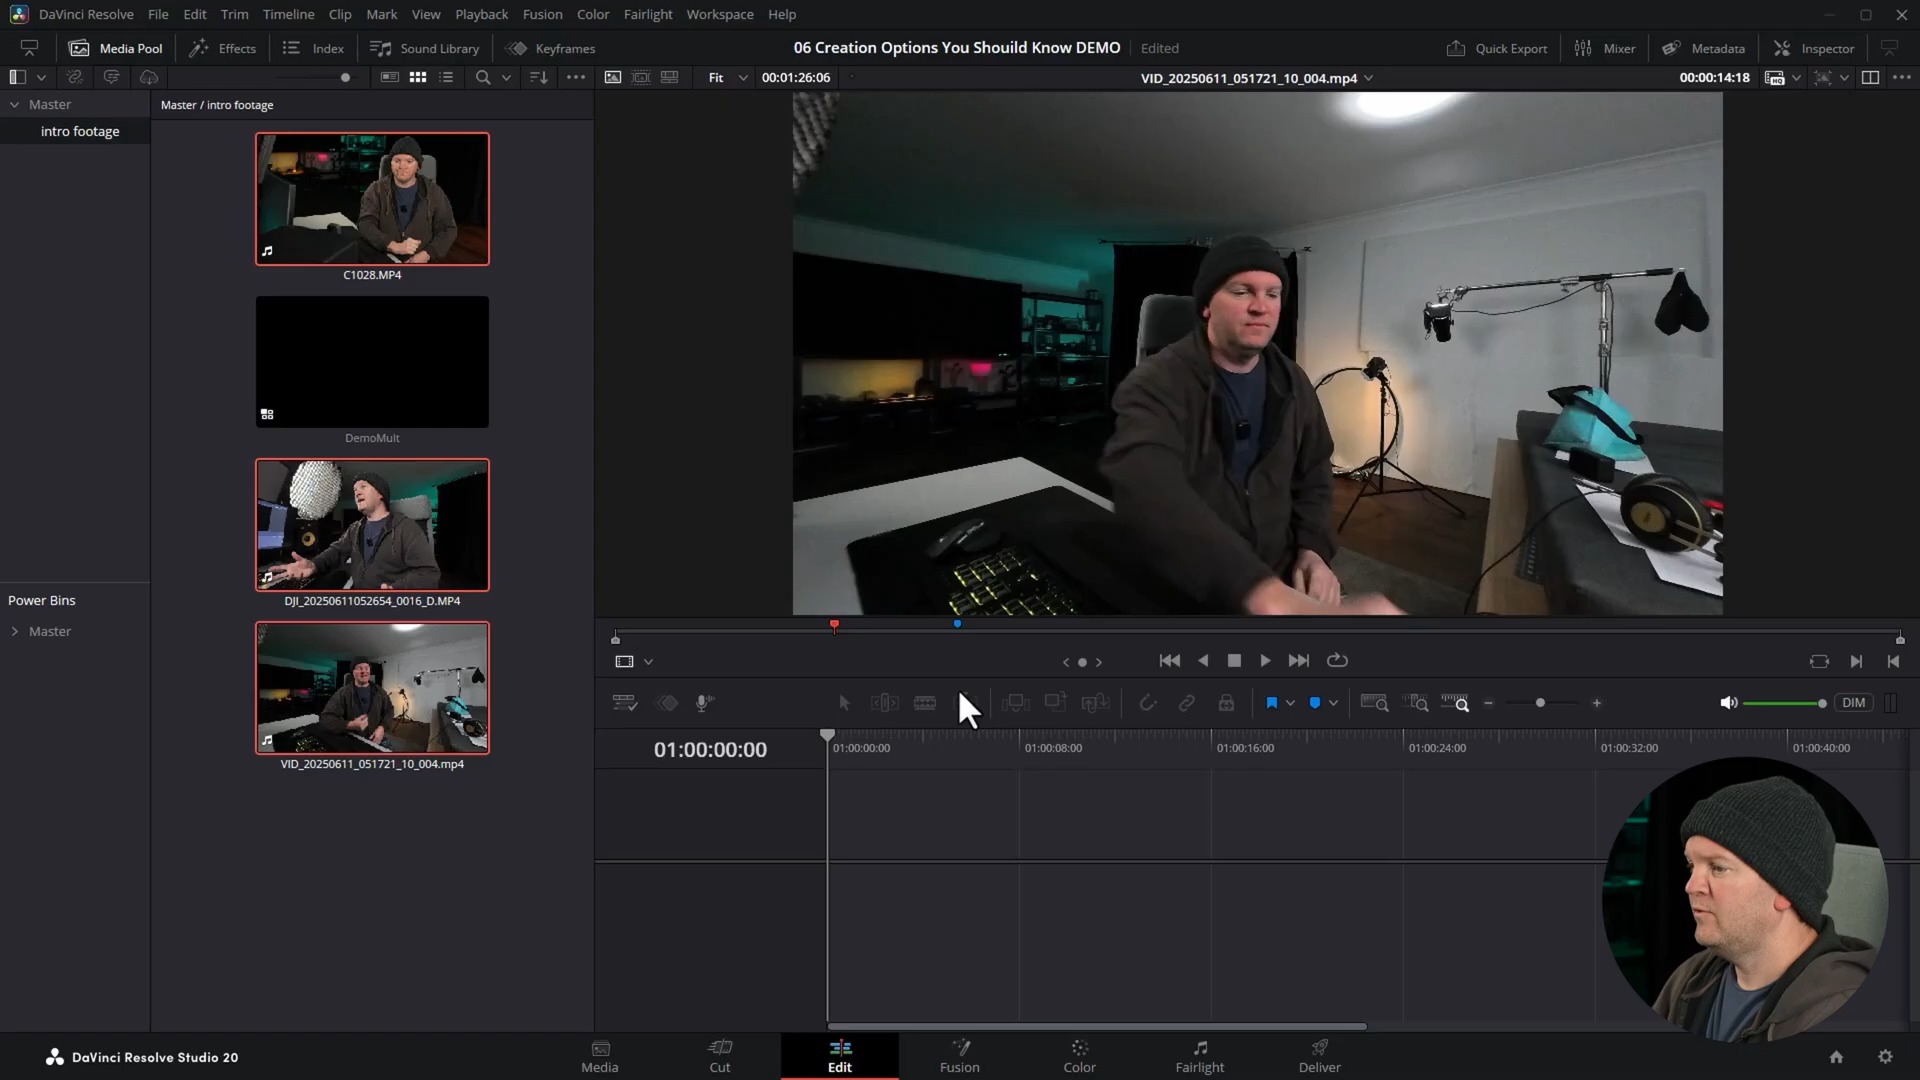 DaVinci Resolve File Edit Trim Timeline Clip Mark View Playback Fusion Color Fairlight Workspace Help
Media Pool Effects Index Sound Library Keyframes 06 Creation Options You Should Know DEMO Edited Quick Export Mixer Metadata Inspector
Fit 00:01:26:06 VID_20250611_051721_10_004.mp4 00:00:14:18
Master
intro footage
Master / intro footage
C1028.MP4
DemoMult
DJI_20250611052654_0016_D.MP4
VID_20250611_051721_10_004.mp4
Power Bins
Master
DIM
01:00:00:00
01:00:00:00 01:00:08:00 01:00:16:00 01:00:24:00 01:00:32:00 01:00:40:00
DaVinci Resolve Studio 20
Media Cut Edit Fusion Color Fairlight Deliver